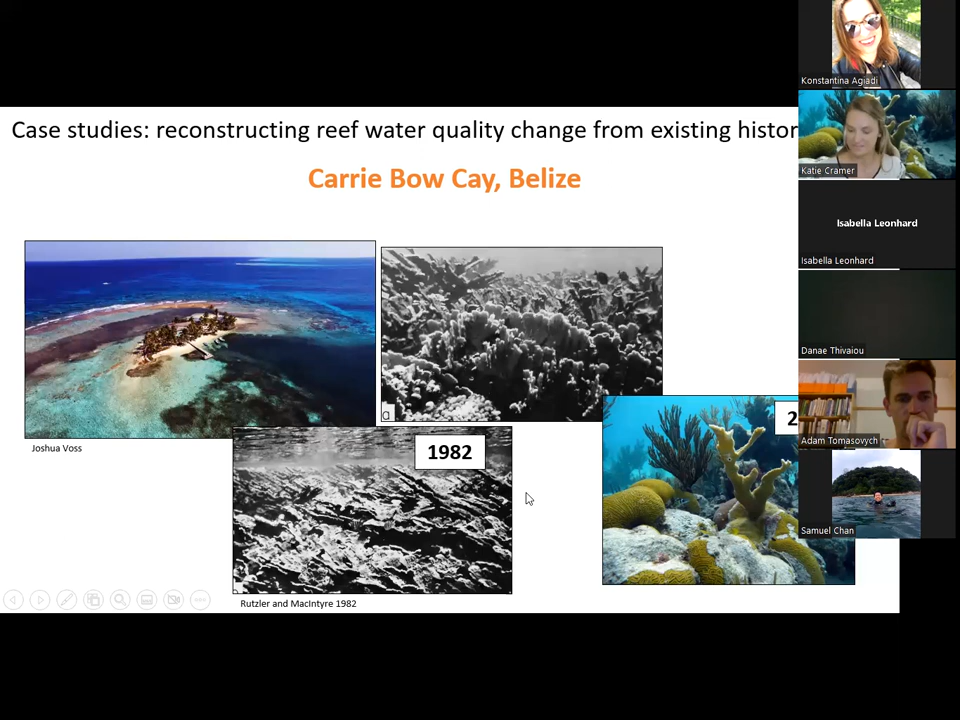 Case studies: reconstructing reef water quality change from existing histor
Carrie Bow Cay, Belize
Joshua Voss
a
1982
Rutzler and MacIntyre 1982
2
Konstantina Agiadi
Katie Cramer
Isabella Leonhard
Isabella Leonhard
Danae Thivaiou
Adam Tomasovych
Samuel Chan